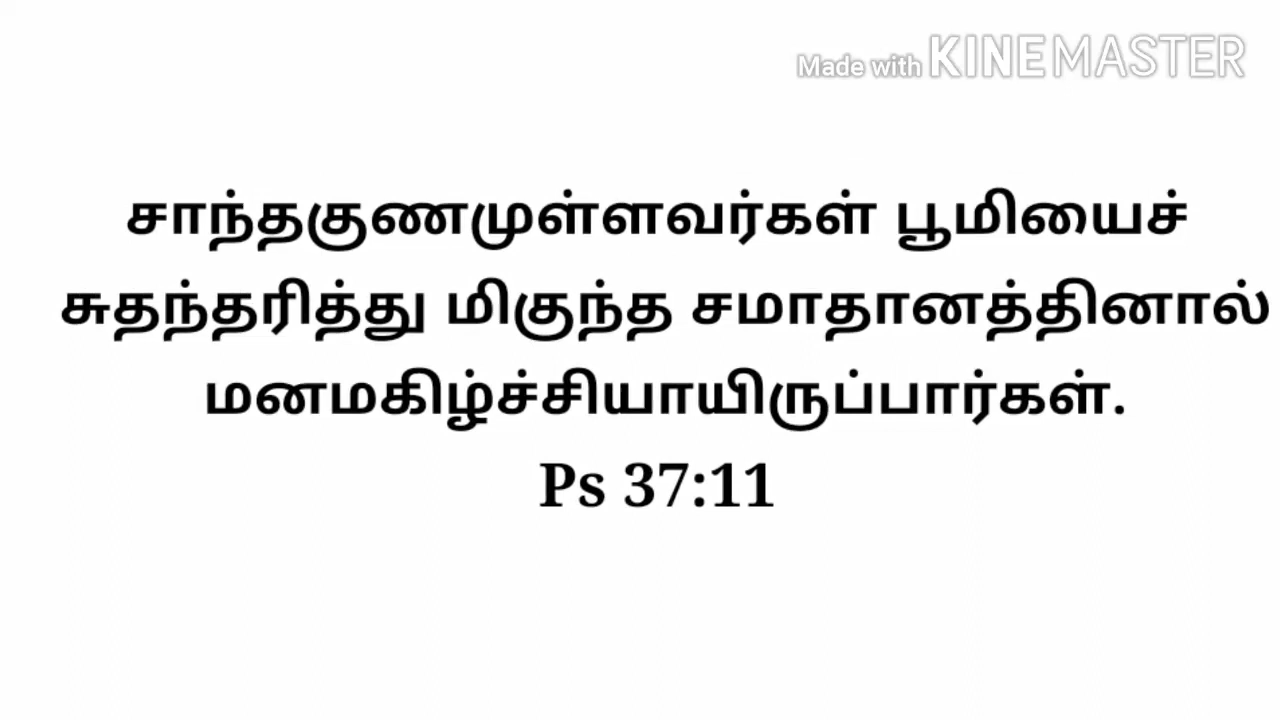 Made with KINEMASTER
சாந்தகுணமுள்ளவர்கள் பூமியைச்
சுதந்தரித்து மிகுந்த சமாதானத்தினால்
மனமகிழ்ச்சியாயிருப்பார்கள்.
Ps 37:11